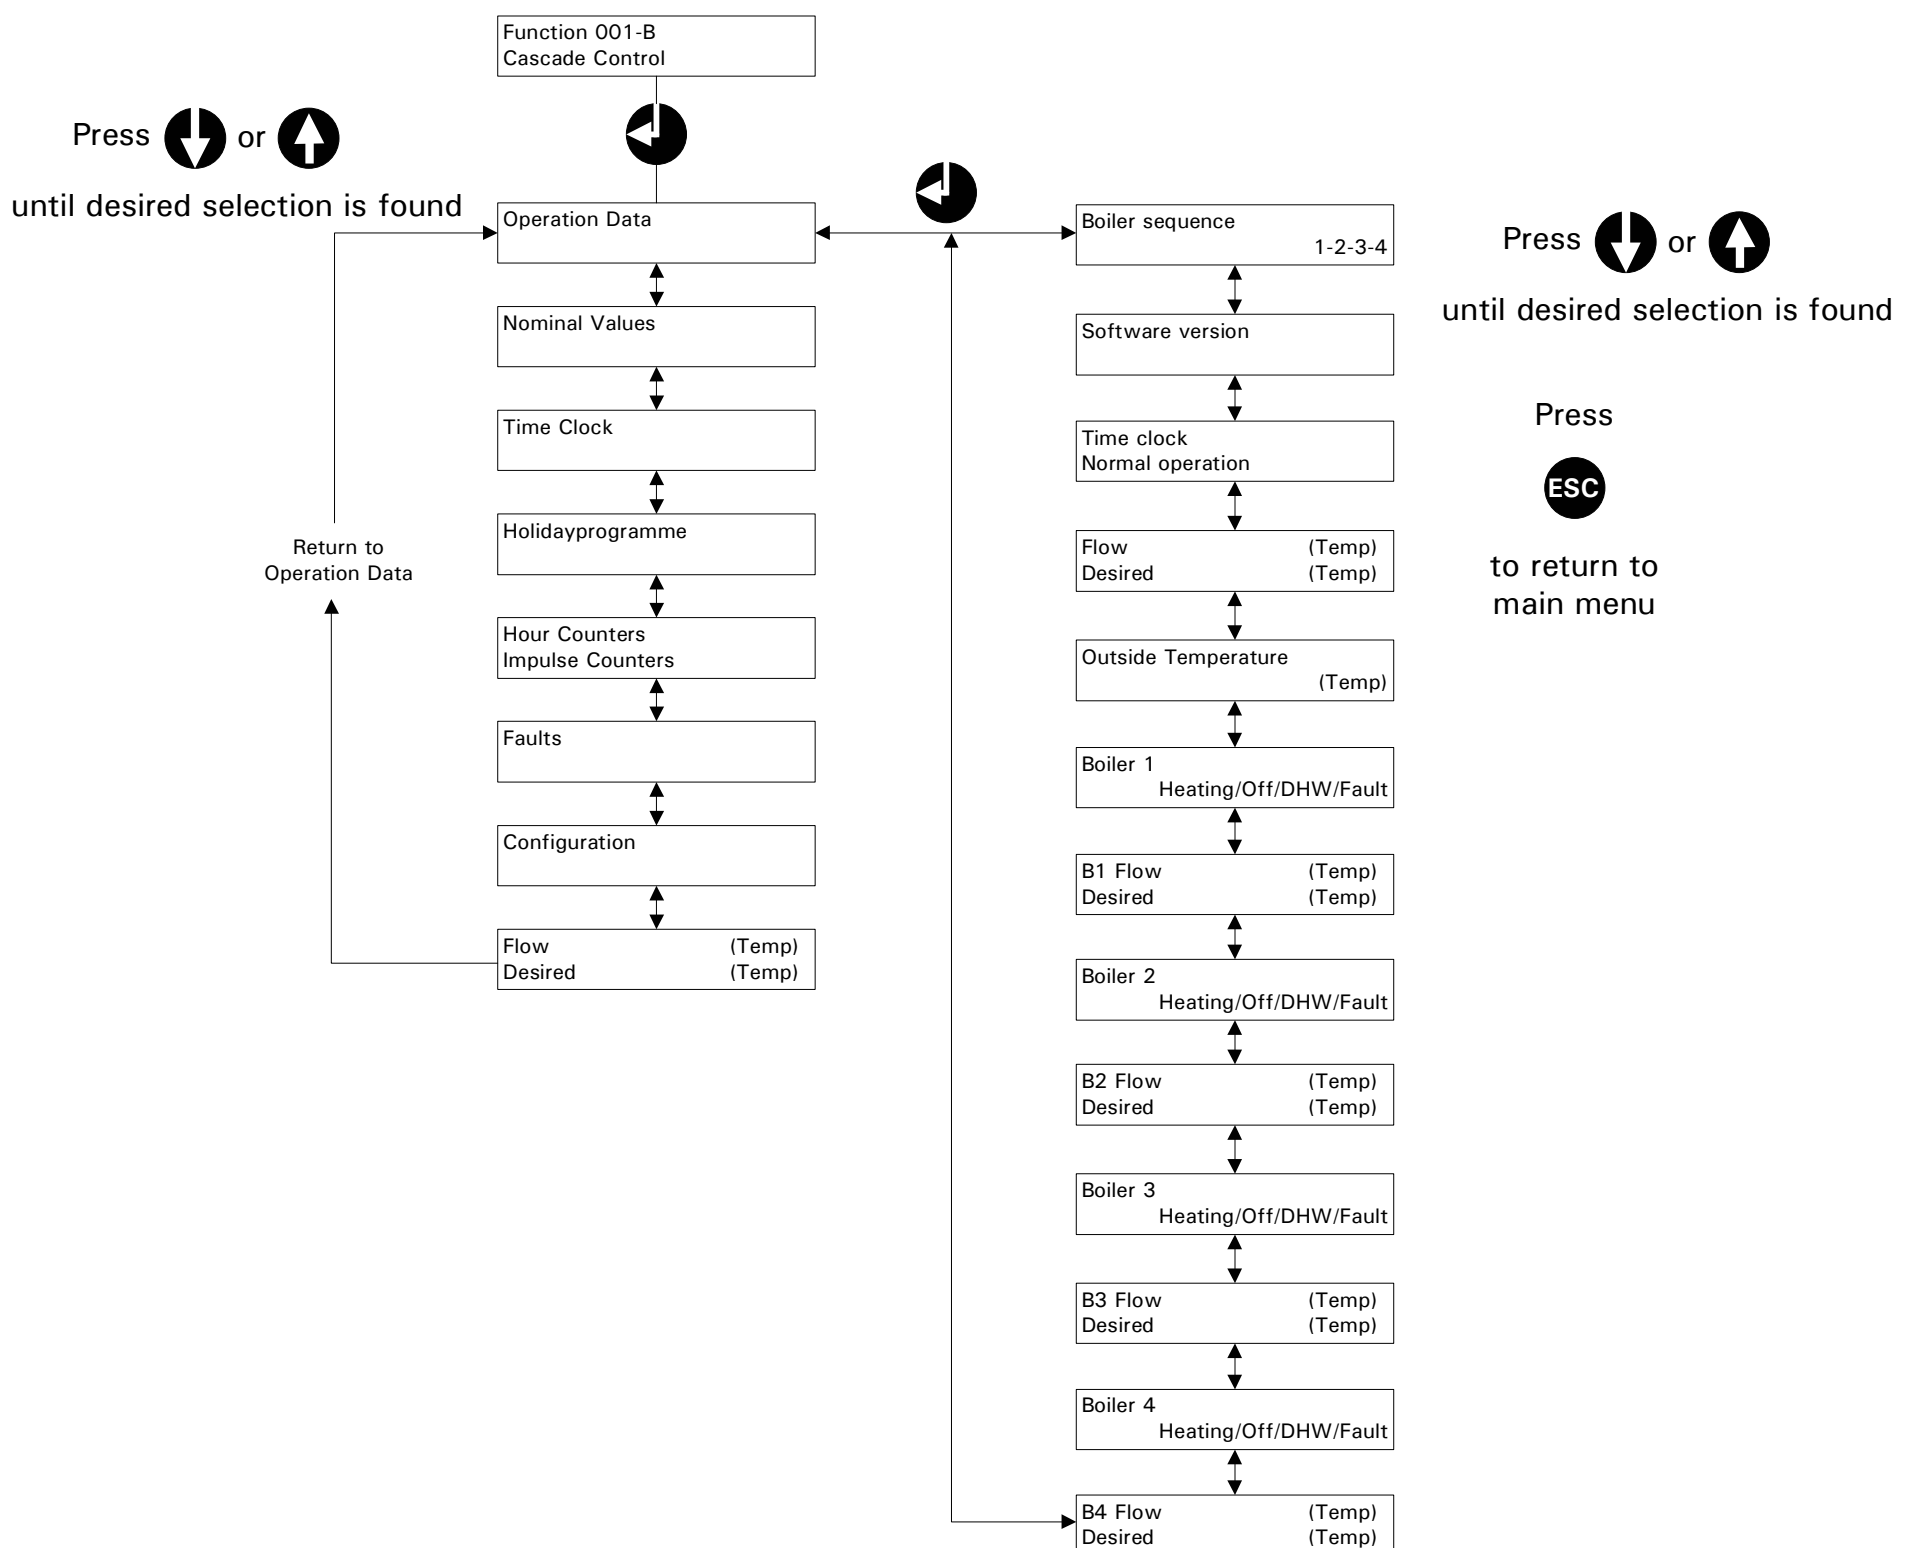 Function 001-B
Cascade Control
Press or
until desired selection is found
Operation Data
Nominal Values
Time Clock
Holidayprogramme
Hour Counters
Impulse Counters
Faults
Configuration
Flow (Temp)
Desired (Temp)
Return to
Operation Data
Boiler sequence
1-2-3-4
Software version
Time clock
Normal operation
Flow (Temp)
Desired (Temp)
Outside Temperature
(Temp)
Boiler 1
Heating/Off/DHW/Fault
B1 Flow (Temp)
Desired (Temp)
Boiler 2
Heating/Off/DHW/Fault
B2 Flow (Temp)
Desired (Temp)
Boiler 3
Heating/Off/DHW/Fault
B3 Flow (Temp)
Desired (Temp)
Boiler 4
Heating/Off/DHW/Fault
B4 Flow (Temp)
Desired (Temp)
Press or
until desired selection is found
Press
ESC
to return to
main menu